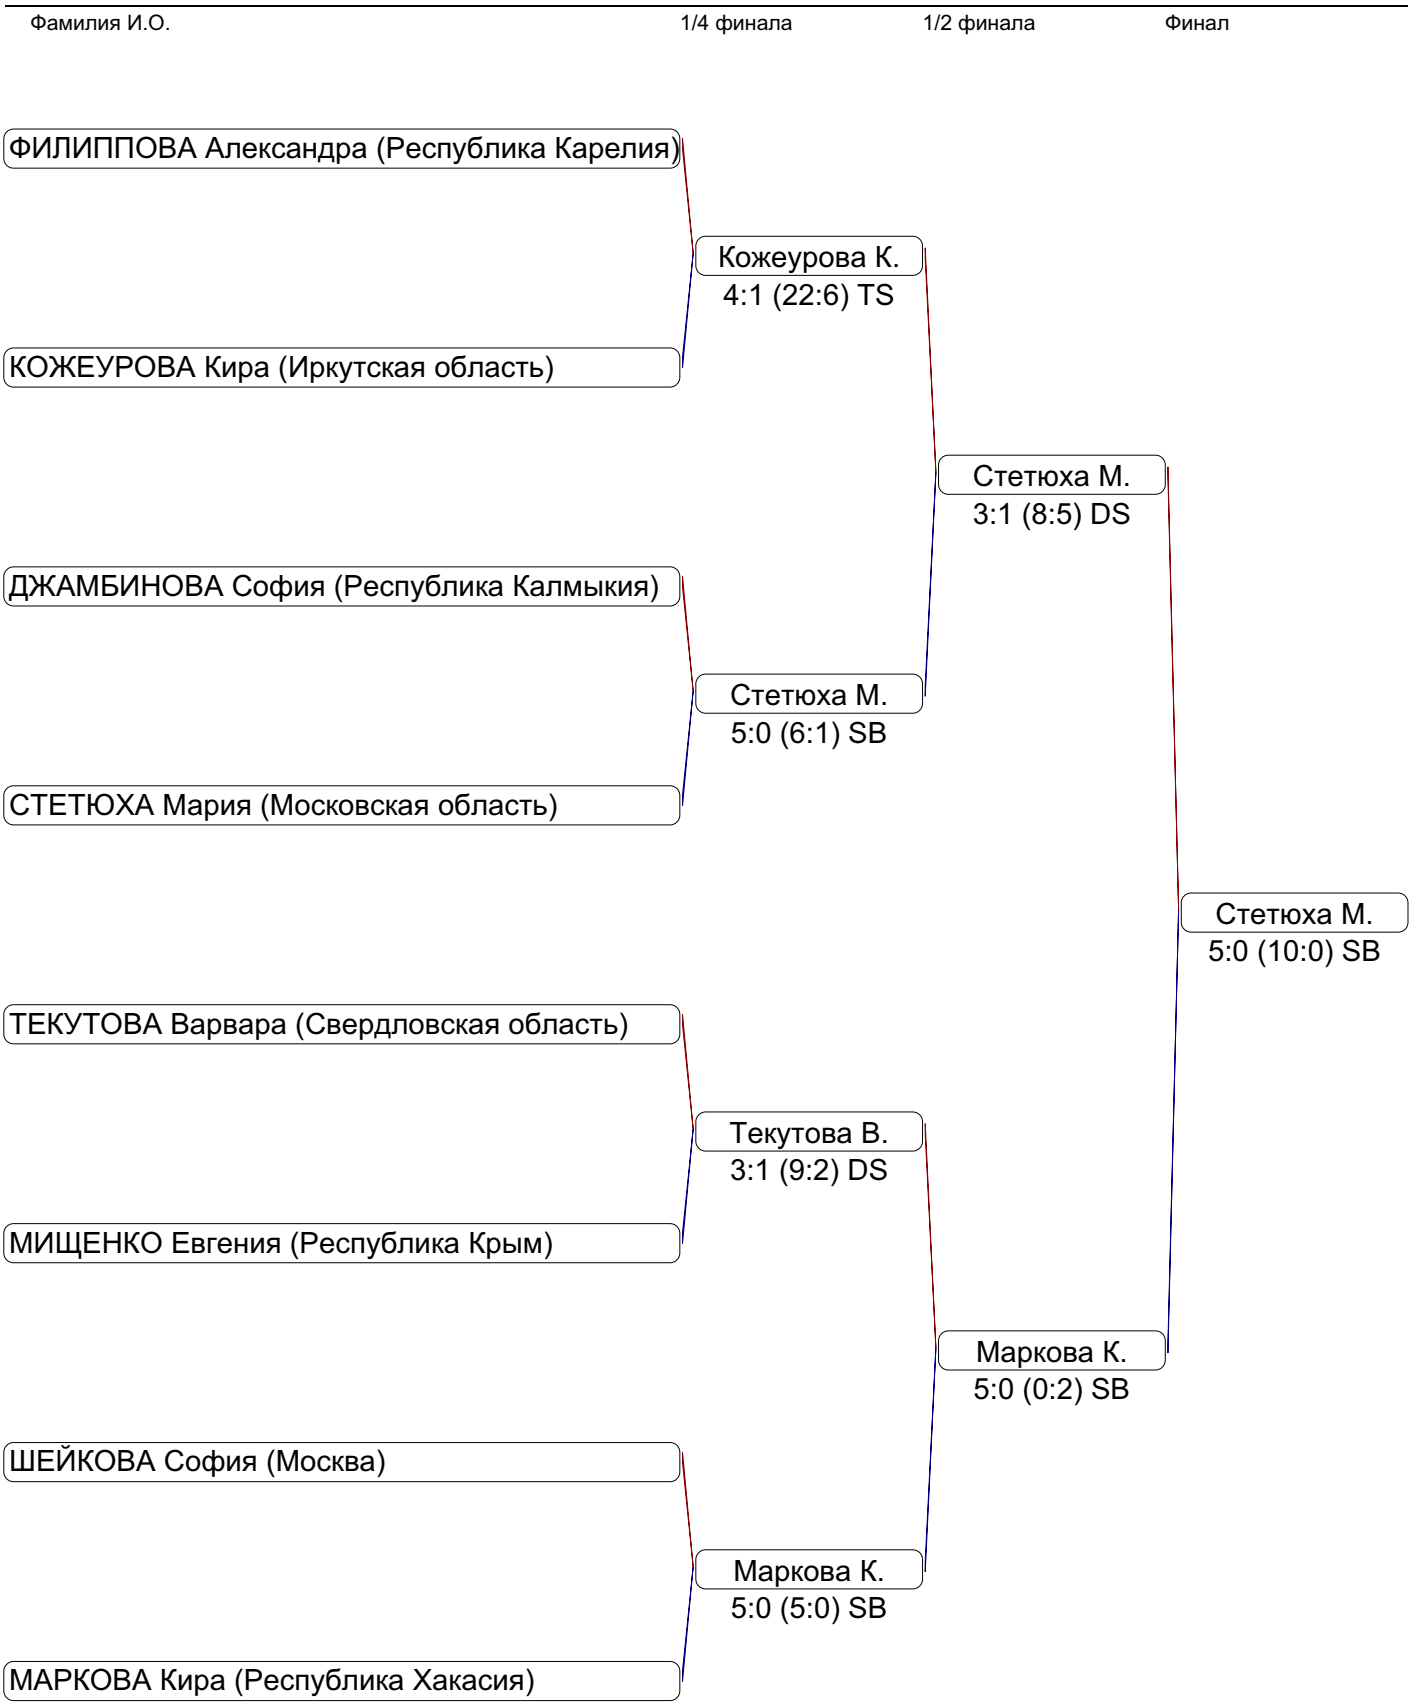 Фамилия И.О. 1/4 финала 1/2 финала Финал
ФИЛИППОВА Александра (Республика Карелия)
Кожеурова К.
4:1 (22:6) TS
КОЖЕУРОВА Кира (Иркутская область)
Стетюха М.
3:1 (8:5) DS
ДЖАМБИНОВА София (Республика Калмыкия)
Стетюха М.
5:0 (6:1) SB
СТЕТЮХА Мария (Московская область)
Стетюха М.
5:0 (10:0) SB
ТЕКУТОВА Варвара (Свердловская область)
Текутова В.
3:1 (9:2) DS
МИЩЕНКО Евгения (Республика Крым)
Маркова К.
5:0 (0:2) SB
ШЕЙКОВА София (Москва)
Маркова К.
5:0 (5:0) SB
МАРКОВА Кира (Республика Хакасия)